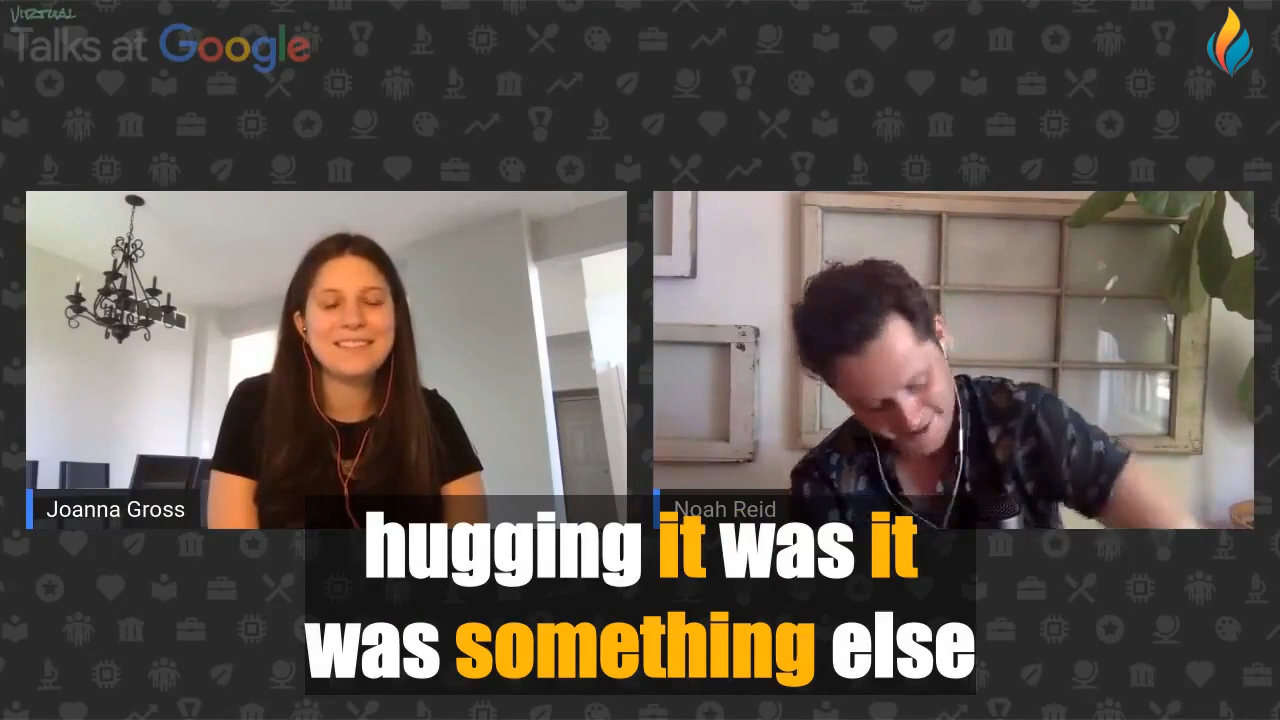 VIRTUAL
Talks at Google
Joanna Gross
Noah Reid
hugging it was it
was something else